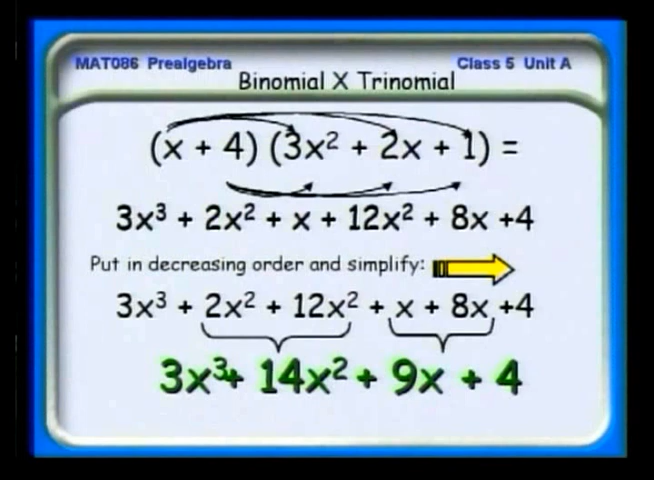 MAT086 Prealgebra Class 5 Unit A
Binomial X Trinomial
(x + 4) (3x² + 2x + 1) =
3x³ + 2x² + x + 12x² + 8x +4
Put in decreasing order and simplify:
3x³ + 2x² + 12x² + x + 8x +4
3x³+ 14x² + 9x + 4